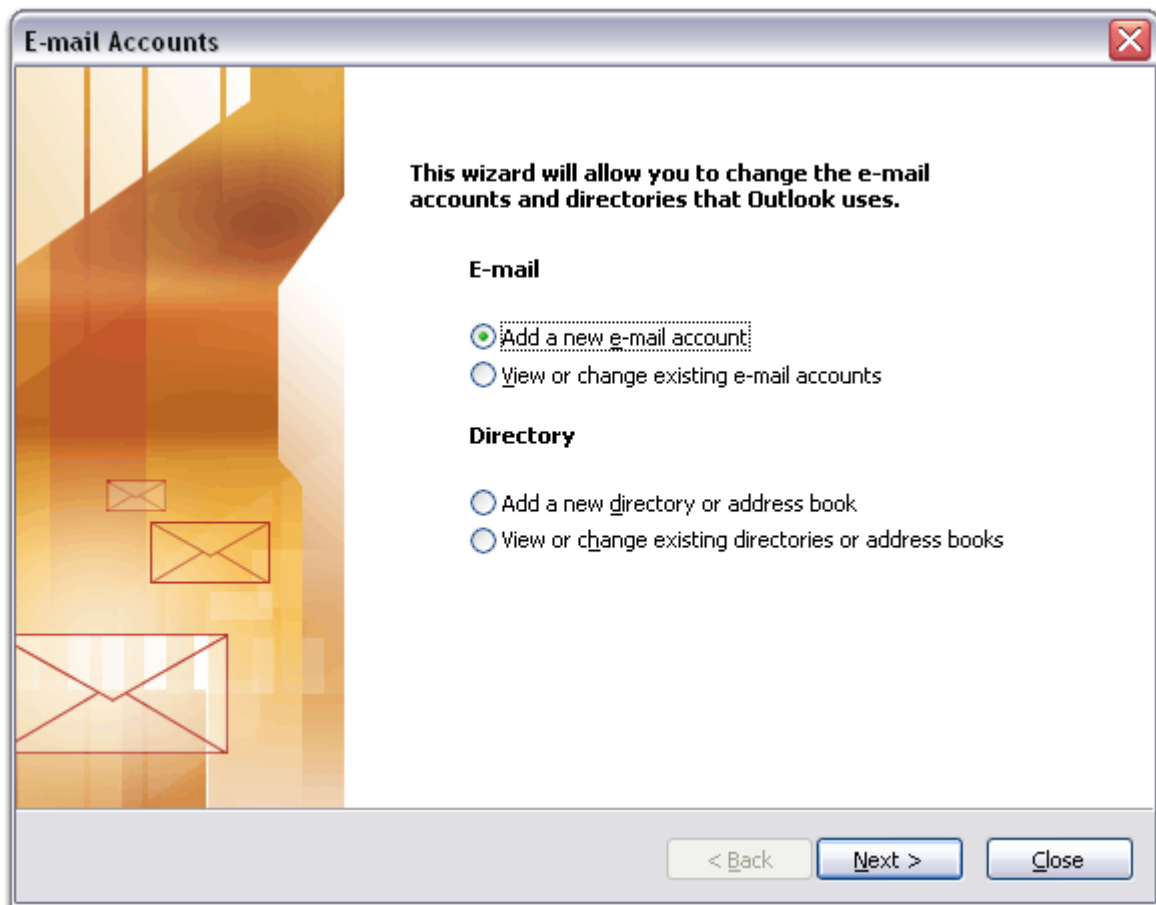 E-mail Accounts
This wizard will allow you to change the e-mail
accounts and directories that Outlook uses.
E-mail
Add a new e-mail account
View or change existing e-mail accounts
Directory
Add a new directory or address book
View or change existing directories or address books
< Back
Next >
Close